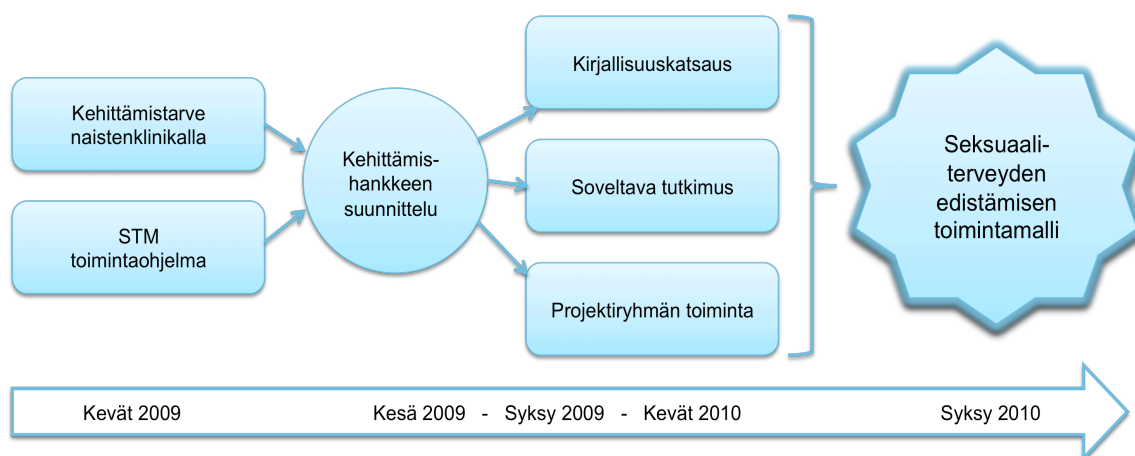 Kehittämistarve
naistenklinikalla
STM
toimintaohjelma
Kehittämis-
hankkeen
suunnittelu
Kirjallisuuskatsaus
Soveltava tutkimus
Projektiryhmän toiminta
Seksuaali-
terveyden
edistämisen
toimintamalli
Kevät 2009
Kesä 2009 - Syksy 2009 - Kevät 2010
Syksy 2010